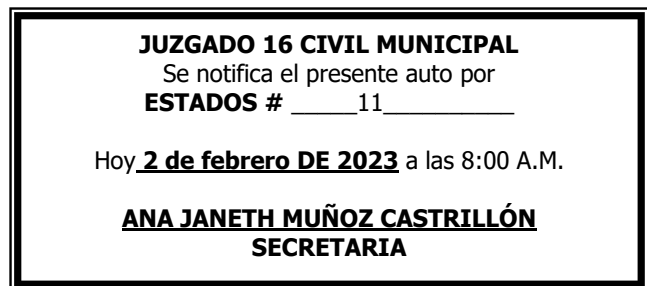 JUZGADO 16 CIVIL MUNICIPAL
Se notifica el presente auto por
ESTADOS # _____11__________
Hoy 2 de febrero DE 2023 a las 8:00 A.M.
ANA JANETH MUÑOZ CASTRILLÓN
SECRETARIA